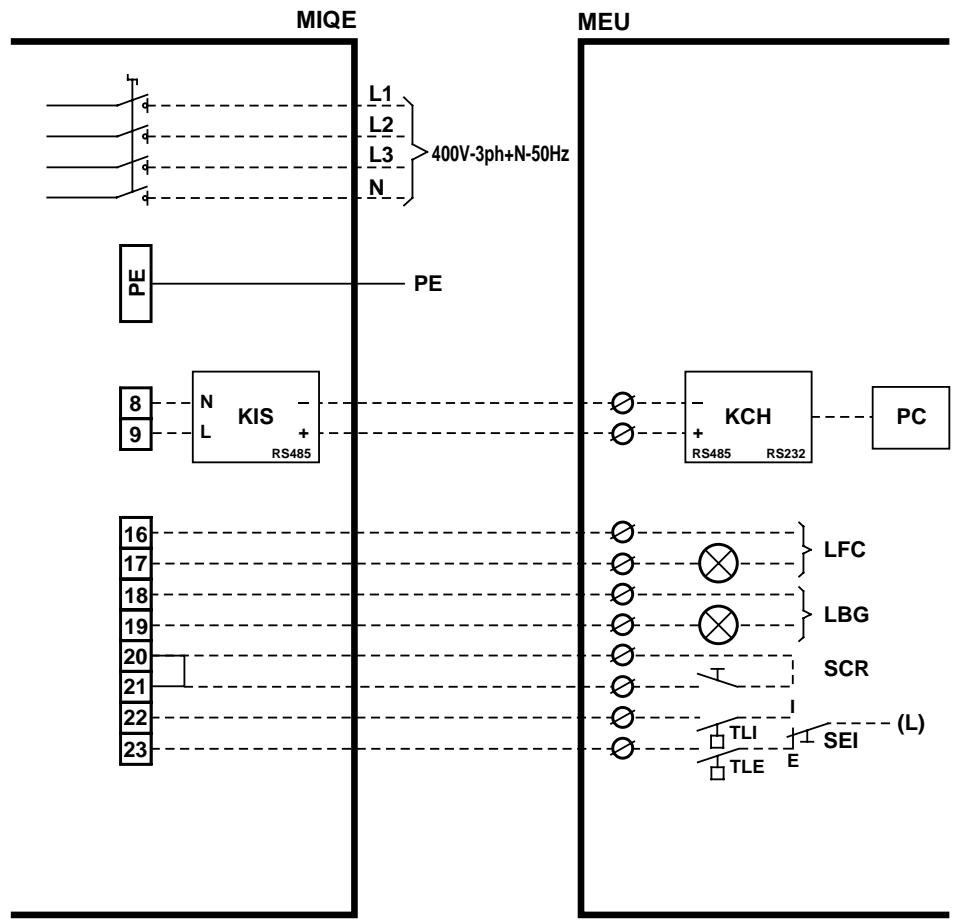 MIQE MEU
L1
L2
L3
N
400V-3ph+N-50Hz
PE PE
8 N − −
KIS KCH PC
9 L + +
RS485 RS485 RS232
16
17
LFC
18
19
LBG
20
21
SCR
22 I
TLI
SEI (L)
23
TLE E